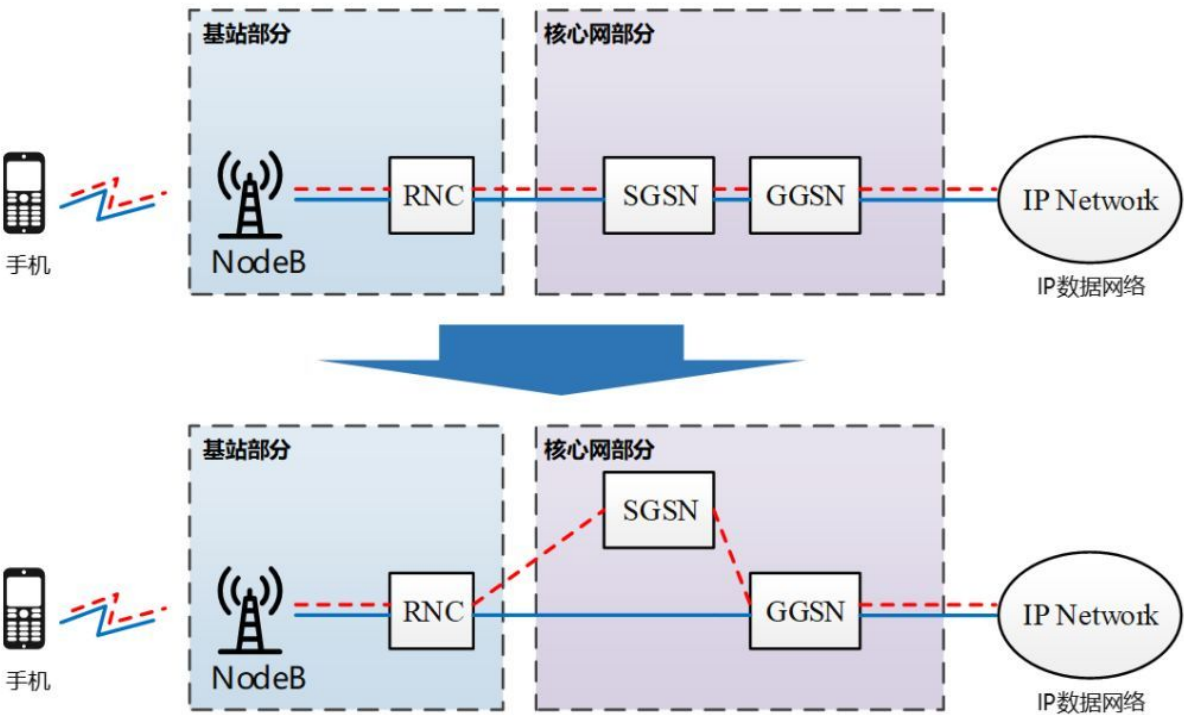 基站部分
核心网部分
RNC
SGSN
GGSN
IP Network
NodeB
手机
IP数据网络
基站部分
核心网部分
SGSN
RNC
GGSN
IP Network
NodeB
手机
IP数据网络